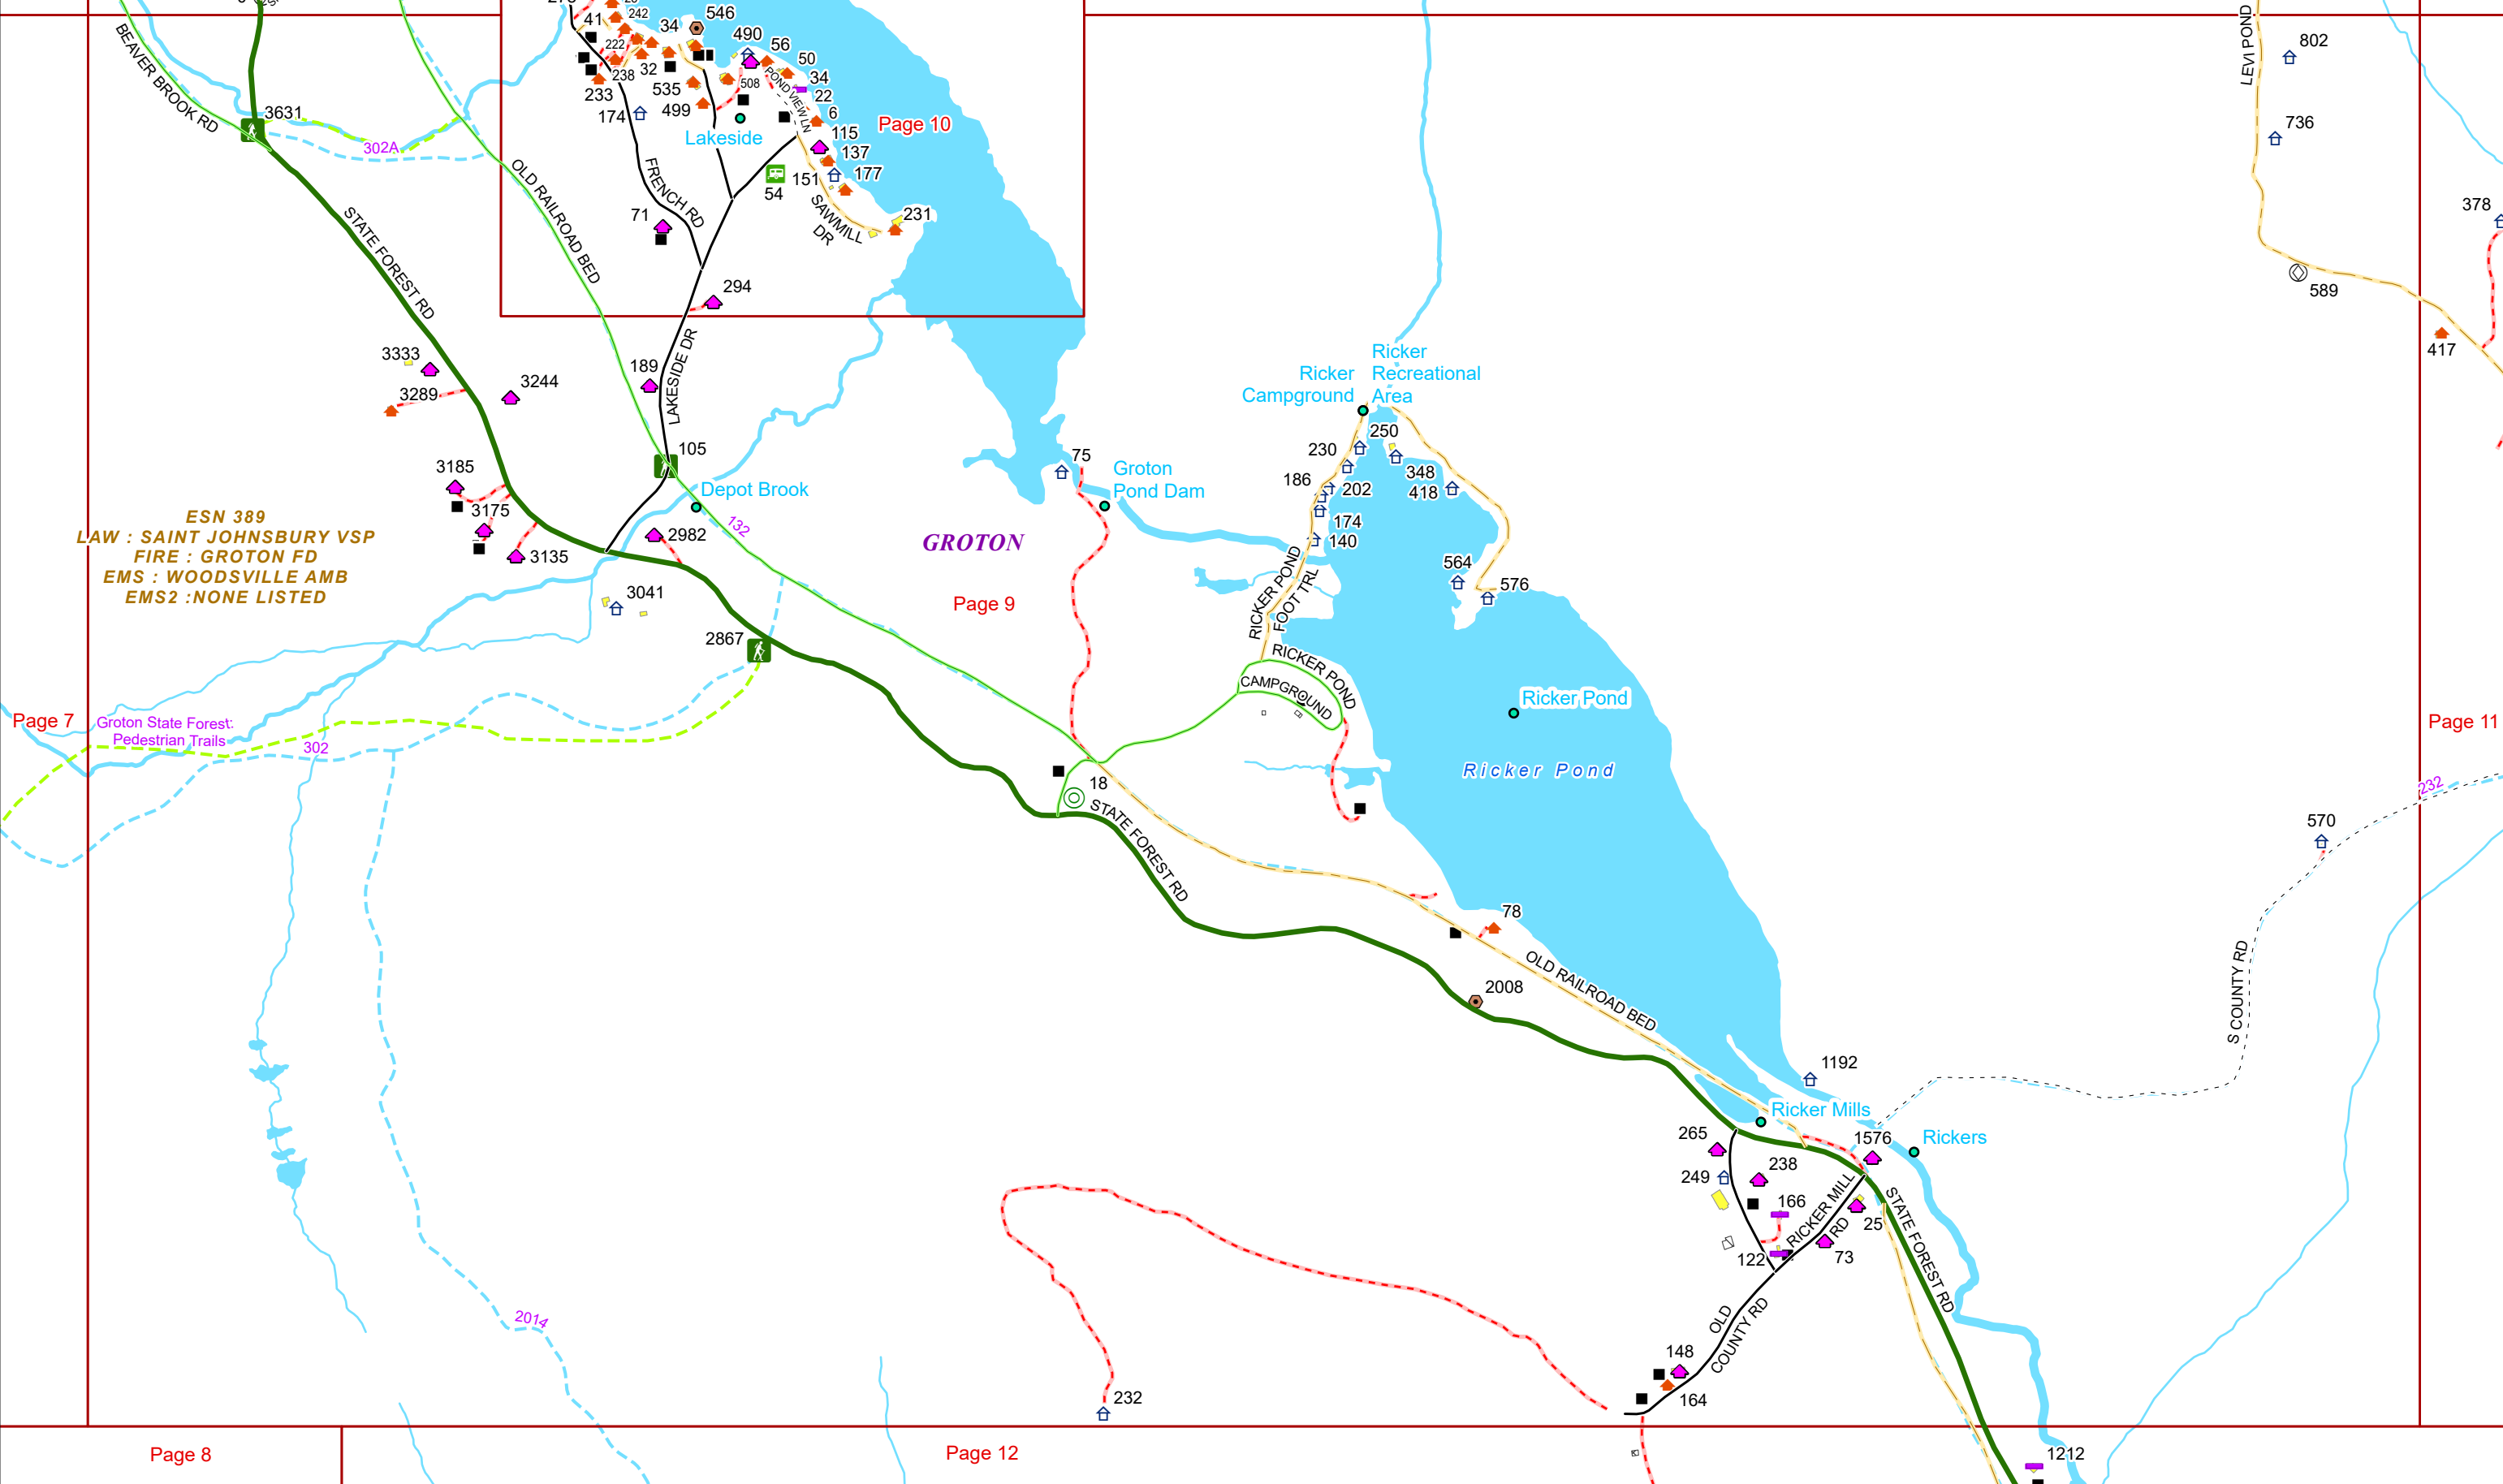 41
242
222
238
233
32
34
546
535
499
174
490
508
56
50
34
22
6
115
137
151
177
54
231
71
294
189
105
POND VIEW LN
Lakeside
Page 10
FRENCH RD
SAWMILL
DR
BEAVER BROOK RD
3631
302A
OLD RAILROAD BED
STATE FOREST RD
LAKESIDE DR
3333
3289
3244
3185
3175
3135
2982
3041
2867
Depot Brook
132
ESN 389
LAW : SAINT JOHNSBURY VSP
FIRE : GROTON FD
EMS : WOODSVILLE AMB
EMS2 :NONE LISTED
GROTON
Page 9
75
Groton
Pond Dam
Ricker
Campground
Ricker
Recreational
Area
250
230
186
202
174
140
348
418
564
576
RICKER POND
FOOT TRL
RICKER POND
CAMPGROUND
Ricker Pond
Ricker Pond
LEVI POND
802
736
589
378
417
Page 7
Groton State Forest:
Pedestrian Trails
302
18
STATE FOREST RD
Page 11
232
570
S COUNTY RD
78
OLD RAILROAD BED
2008
1192
Ricker Mills
Rickers
1576
265
249
238
166
122
25
73
RICKER MILL
RD
STATE FOREST RD
OLD
COUNTY RD
148
164
2014
232
Page 8
Page 12
1212